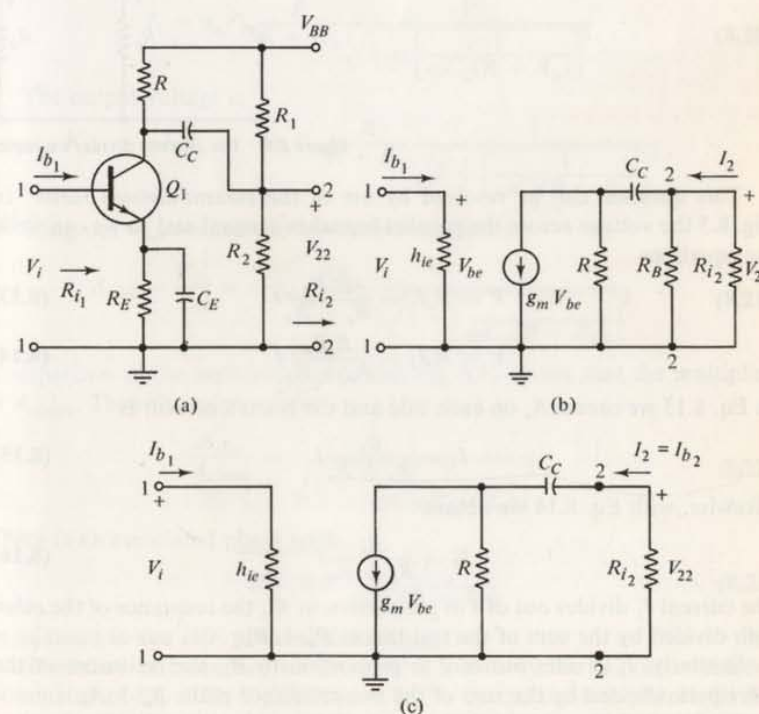 V_BB
R
R_1
C_C
I_b1
1
Q_1
2
+
V_i
R_i1
R_E
C_E
R_2
V_22
R_i2
1
2
(a)
I_b1
1
+
V_i
h_ie
V_be
g_m V_be
C_C
2
I_2
+
R
R_B
R_i2
V_2
1
2
(b)
I_b1
1
+
V_i
h_ie
g_m V_be
R
C_C
2
I_2 = I_b2
+
R_i2
V_22
1
2
(c)